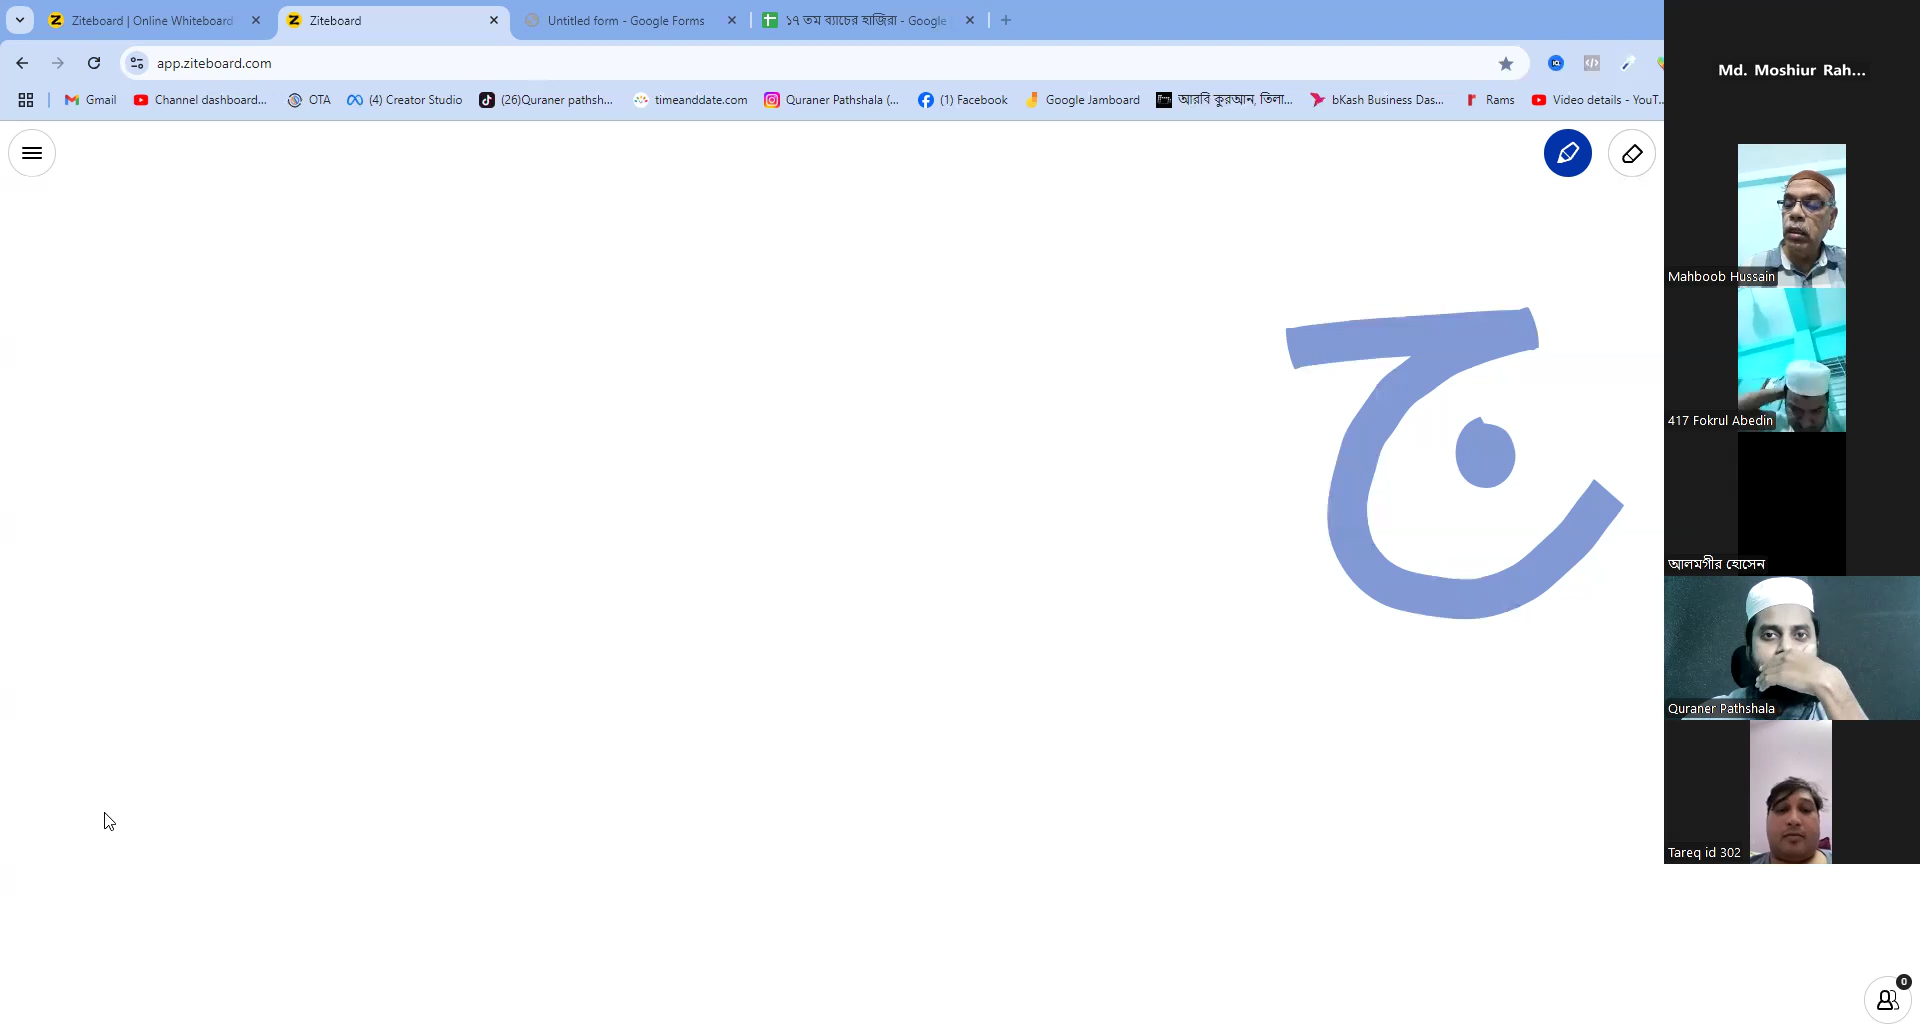 Ziteboard | Online Whiteboard
Ziteboard
Untitled form - Google Forms
১৭ তম ব্যাচের হাজিরা - Google
app.ziteboard.com
Gmail
Channel dashboard...
OTA
(4) Creator Studio
(26)Quraner pathsh...
timeanddate.com
Quraner Pathshala (...
(1) Facebook
Google Jamboard
আরবি কুরআন, তিলা...
bKash Business Das...
Rams
Video details - YouT...
Md. Moshiur Rah...
Mahboob Hussain
ج
417 Fokrul Abedin
আলমগীর হোসেন
Quraner Pathshala
Tareq id 302
0